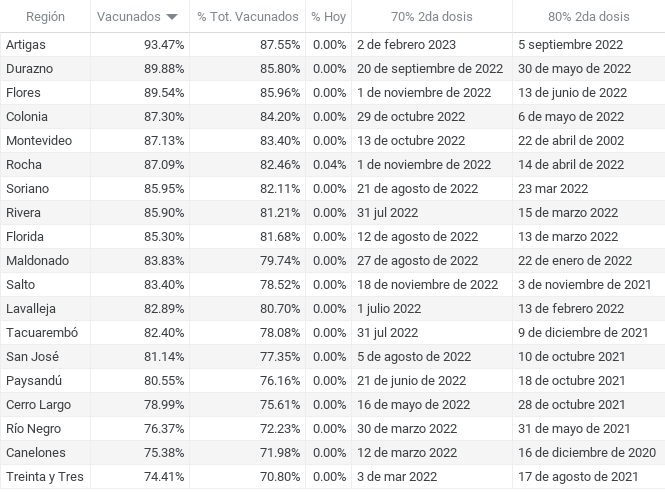 Región Vacunados % Tot. Vacunados % Hoy 70% 2da dosis 80% 2da dosis
Artigas 93.47% 87.55% 0.00% 2 de febrero 2023 5 septiembre 2022
Durazno 89.88% 85.80% 0.00% 20 de septiembre de 2022 30 de mayo de 2022
Flores 89.54% 85.96% 0.00% 1 de noviembre de 2022 13 de junio de 2022
Colonia 87.30% 84.20% 0.00% 29 de octubre 2022 6 de mayo de 2022
Montevideo 87.13% 83.40% 0.00% 13 de octubre 2022 22 de abril de 2002
Rocha 87.09% 82.46% 0.04% 1 de noviembre de 2022 14 de abril de 2022
Soriano 85.95% 82.11% 0.00% 21 de agosto de 2022 23 mar 2022
Rivera 85.90% 81.21% 0.00% 31 jul 2022 15 de marzo de 2022
Florida 85.30% 81.68% 0.00% 12 de agosto de 2022 13 de marzo de 2022
Maldonado 83.83% 79.74% 0.00% 27 de agosto de 2022 22 de enero de 2022
Salto 83.40% 78.52% 0.00% 18 de noviembre de 2022 3 de noviembre de 2021
Lavalleja 82.89% 80.70% 0.00% 1 julio 2022 13 de febrero de 2022
Tacuarembó 82.40% 78.08% 0.00% 31 jul 2022 9 de diciembre de 2021
San José 81.14% 77.35% 0.00% 5 de agosto de 2022 10 de octubre 2021
Paysandú 80.55% 76.16% 0.00% 21 de junio de 2022 18 de octubre 2021
Cerro Largo 78.99% 75.61% 0.00% 16 de mayo de 2022 28 de octubre 2021
Río Negro 76.37% 72.23% 0.00% 30 de marzo de 2022 31 de mayo de 2021
Canelones 75.38% 71.98% 0.00% 12 de marzo de 2022 16 de diciembre de 2020
Treinta y Tres 74.41% 70.80% 0.00% 3 de mar 2022 17 de agosto de 2021